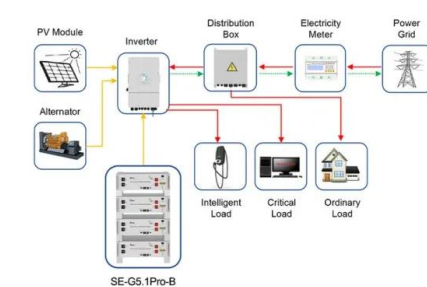 PV Module
Inverter
Distribution
Box
Electricity
Meter
Power
Grid
Alternator
Intelligent
Load
Critical
Load
Ordinary
Load
SE-G5.1Pro-B